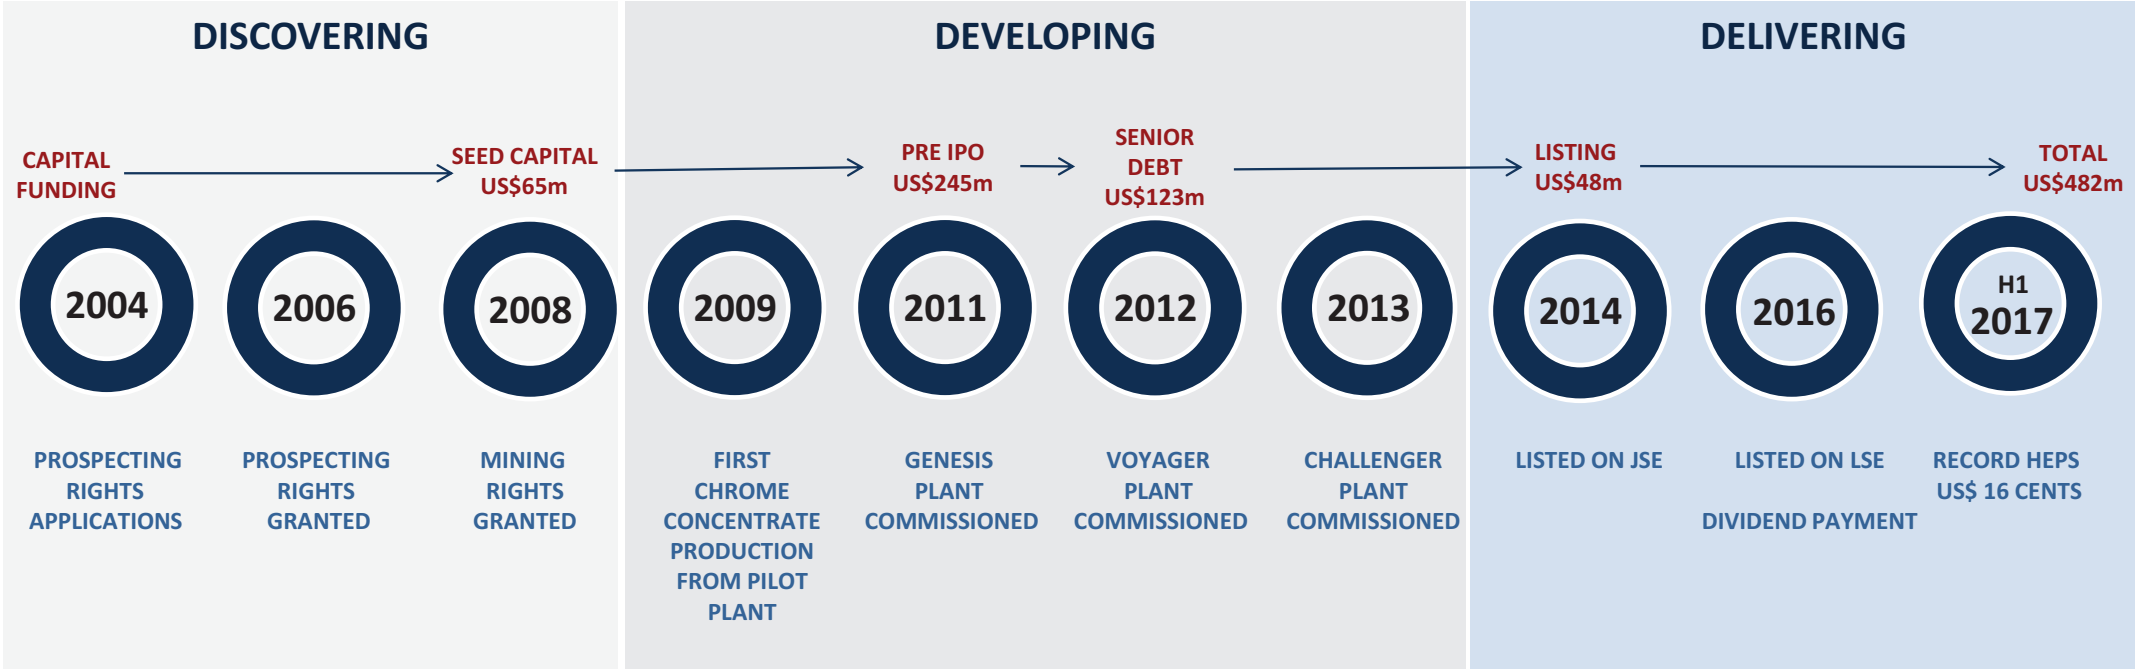 DISCOVERING
CAPITAL
FUNDING
SEED CAPITAL
US$65m
2004
2006
2008
PROSPECTING
RIGHTS
APPLICATIONS
PROSPECTING
RIGHTS
GRANTED
MINING
RIGHTS
GRANTED
DEVELOPING
PRE IPO
US$245m
SENIOR
DEBT
US$123m
2009
2011
2012
2013
FIRST
CHROME
CONCENTRATE
PRODUCTION
FROM PILOT
PLANT
GENESIS
PLANT
COMMISSIONED
VOYAGER
PLANT
COMMISSIONED
CHALLENGER
PLANT
COMMISSIONED
DELIVERING
LISTING
US$48m
TOTAL
US$482m
2014
2016
H1
2017
LISTED ON JSE
LISTED ON LSE
DIVIDEND PAYMENT
RECORD HEPS
US$ 16 CENTS